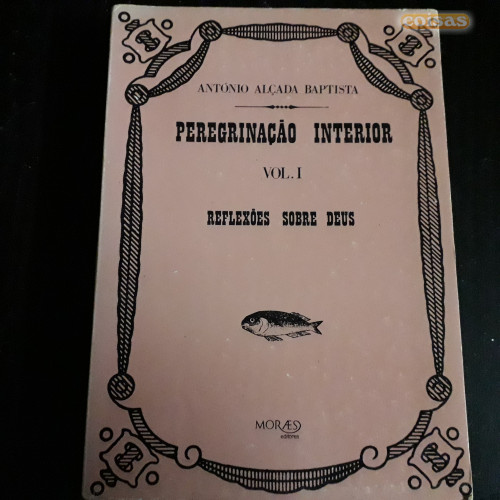 coisas
ANTÓNIO ALÇADA BAPTISTA
PEREGRINAÇÃO INTERIOR
VOL. I
REFLEXÕES SOBRE DEUS
MORÆS
editores